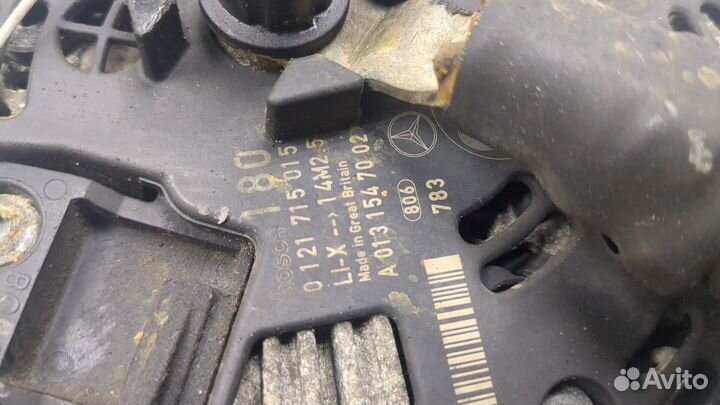 BOSCH 180
0 121 715 015
LI-X ---> 14M2.5
Made in Great Britain
A 013 154 70 02
806
783
Avito